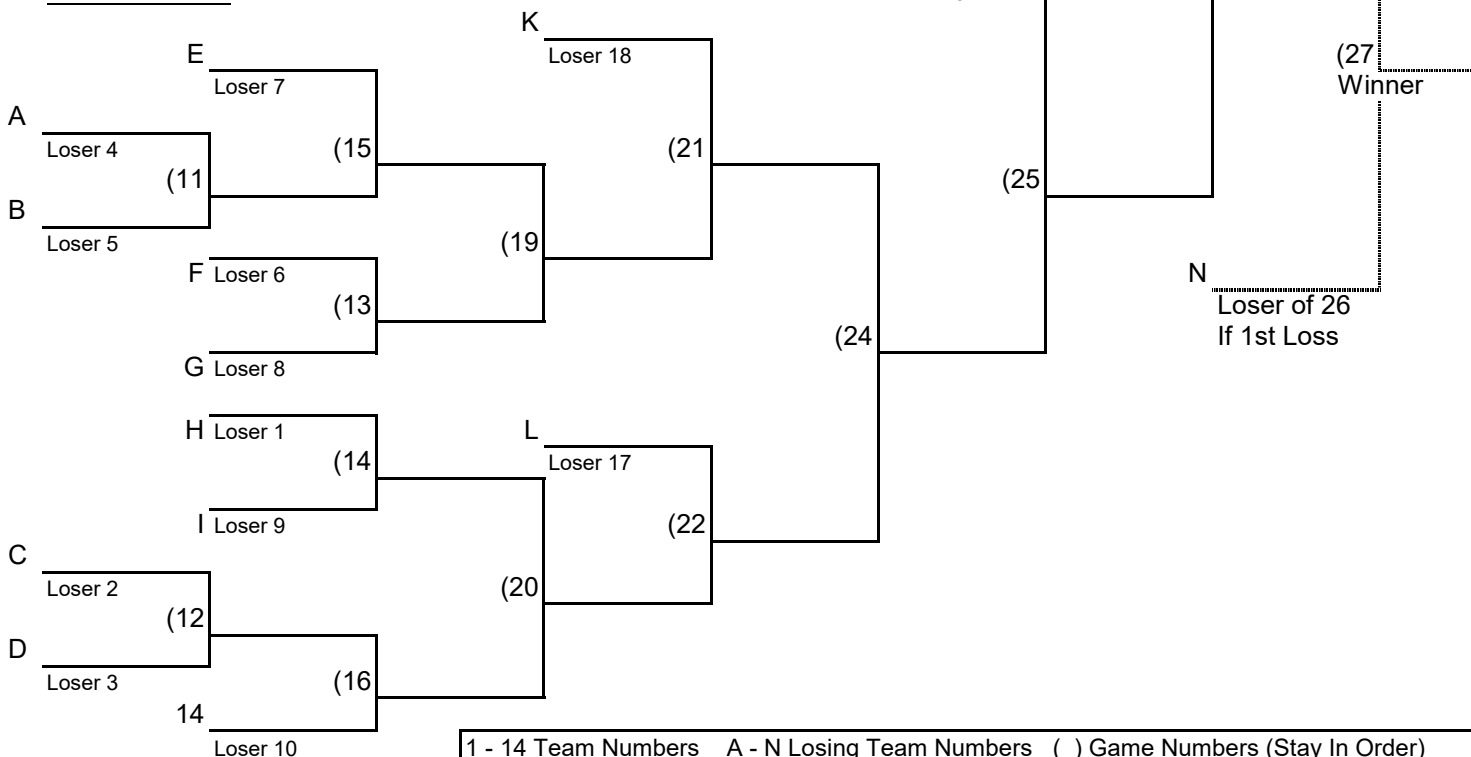 K
Loser 18
(27
Winner
E
Loser 7
A
Loser 4
(15
(21
(11
(25
B
Loser 5
(19
F Loser 6
(13
N
Loser of 26
If 1st Loss
(24
G Loser 8
H Loser 1
(14
L
Loser 17
I Loser 9
(22
C
Loser 2
(20
(12
D
Loser 3
(16
14
Loser 10
1 - 14 Team Numbers A - N Losing Team Numbers ( ) Game Numbers (Stay In Order)